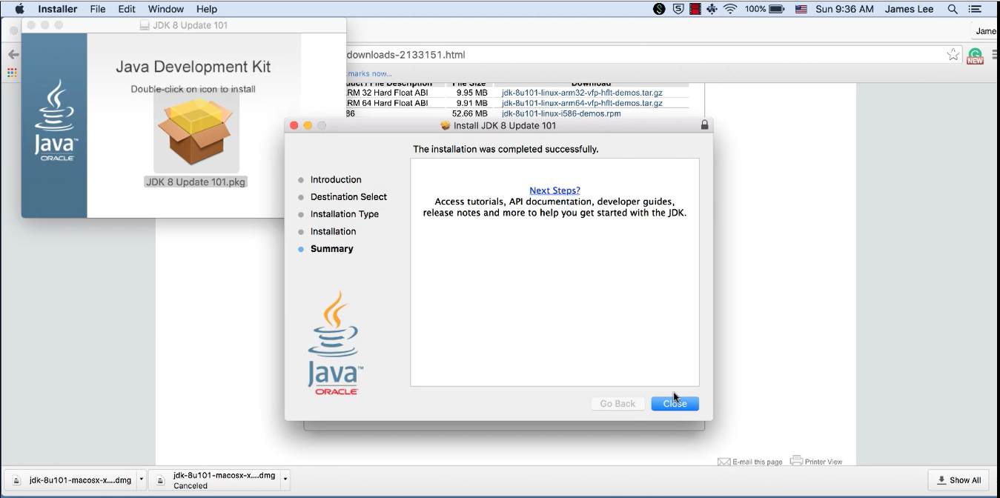 Installer File Edit Window Help
100% Sun 9:36 AM James Lee
JDK 8 Update 101
Jame
downloads-2133151.html
NEW
marks now...
Java Development Kit
Double-click on icon to install
Java™
ORACLE
JDK 8 Update 101.pkg
duct / File Description File Size Download
RM 32 Hard Float ABI 9.95 MB jdk-8u101-linux-arm32-vfp-hflt-demos.tar.gz
RM 64 Hard Float ABI 9.91 MB jdk-8u101-linux-arm64-vfp-hflt-demos.tar.gz
86 52.66 MB jdk-8u101-linux-i586-demos.rpm
Install JDK 8 Update 101
The installation was completed successfully.
Introduction
Destination Select
Installation Type
Installation
Summary
Next Steps?
Access tutorials, API documentation, developer guides,
release notes and more to help you get started with the JDK.
Java™
ORACLE
Go Back Close
E-mail this page Printer View
jdk-8u101-macosx-x....dmg
jdk-8u101-macosx-x....dmg
Canceled
Show All